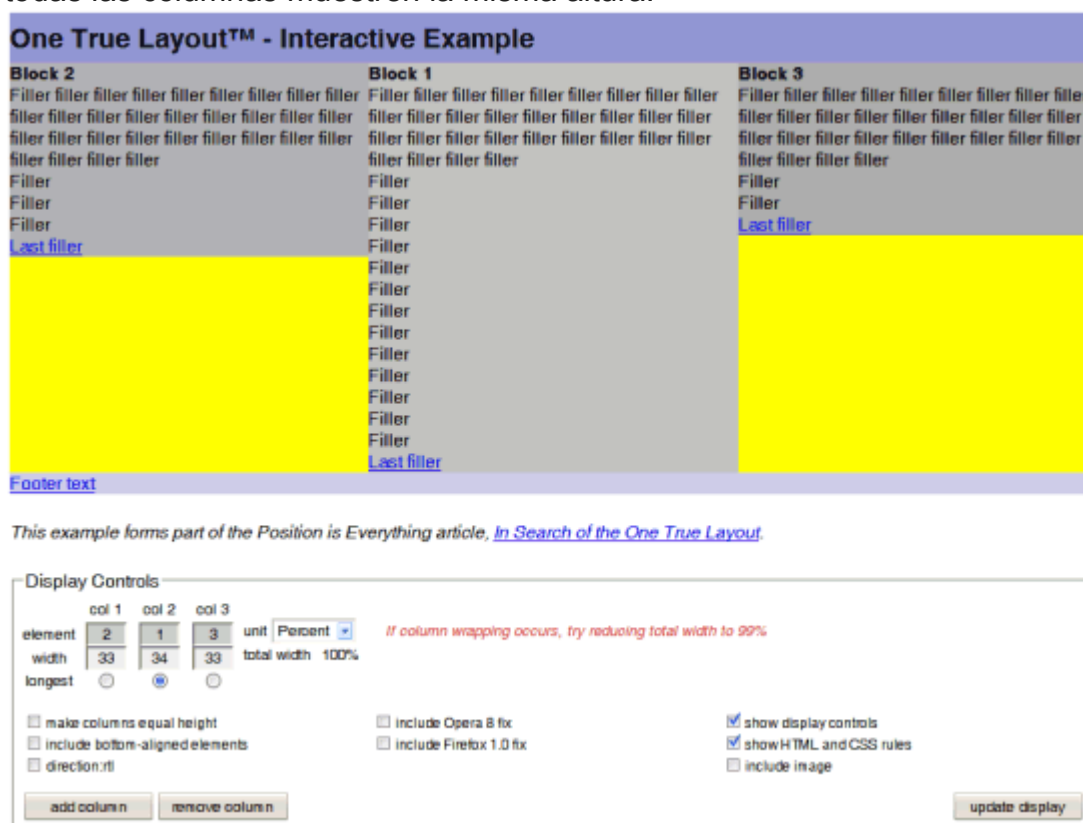 todas las columnas muestren la misma altura.
One True Layout™ - Interactive Example
Block 2
Filler filler filler filler filler filler filler filler filler
filler filler filler filler filler filler filler filler filler
filler filler filler filler filler filler filler filler filler
filler filler filler filler
Filler
Filler
Filler
Last filler
Block 1
Filler filler filler filler filler filler filler filler filler
filler filler filler filler filler filler filler filler filler
filler filler filler filler filler filler filler filler filler
filler filler filler filler
Filler
Filler
Filler
Filler
Filler
Filler
Filler
Filler
Filler
Filler
Filler
Filler
Filler
Last filler
Block 3
Filler filler filler filler filler filler filler filler filler
filler filler filler filler filler filler filler filler filler
filler filler filler filler filler filler filler filler filler
filler filler filler filler
Filler
Filler
Last filler
Footer text
This example forms part of the Position is Everything article, In Search of the One True Layout.
Display Controls
col 1 col 2 col 3
element 2 1 3 unit Percent If column wrapping occurs, try reducing total width to 99%
width 33 34 33 total width 100%
longest
make columns equal height include Opera 8 fix show display controls
include bottom-aligned elements include Firefox 1.0 fix show HTML and CSS rules
direction:rtl include image
add column remove column update display